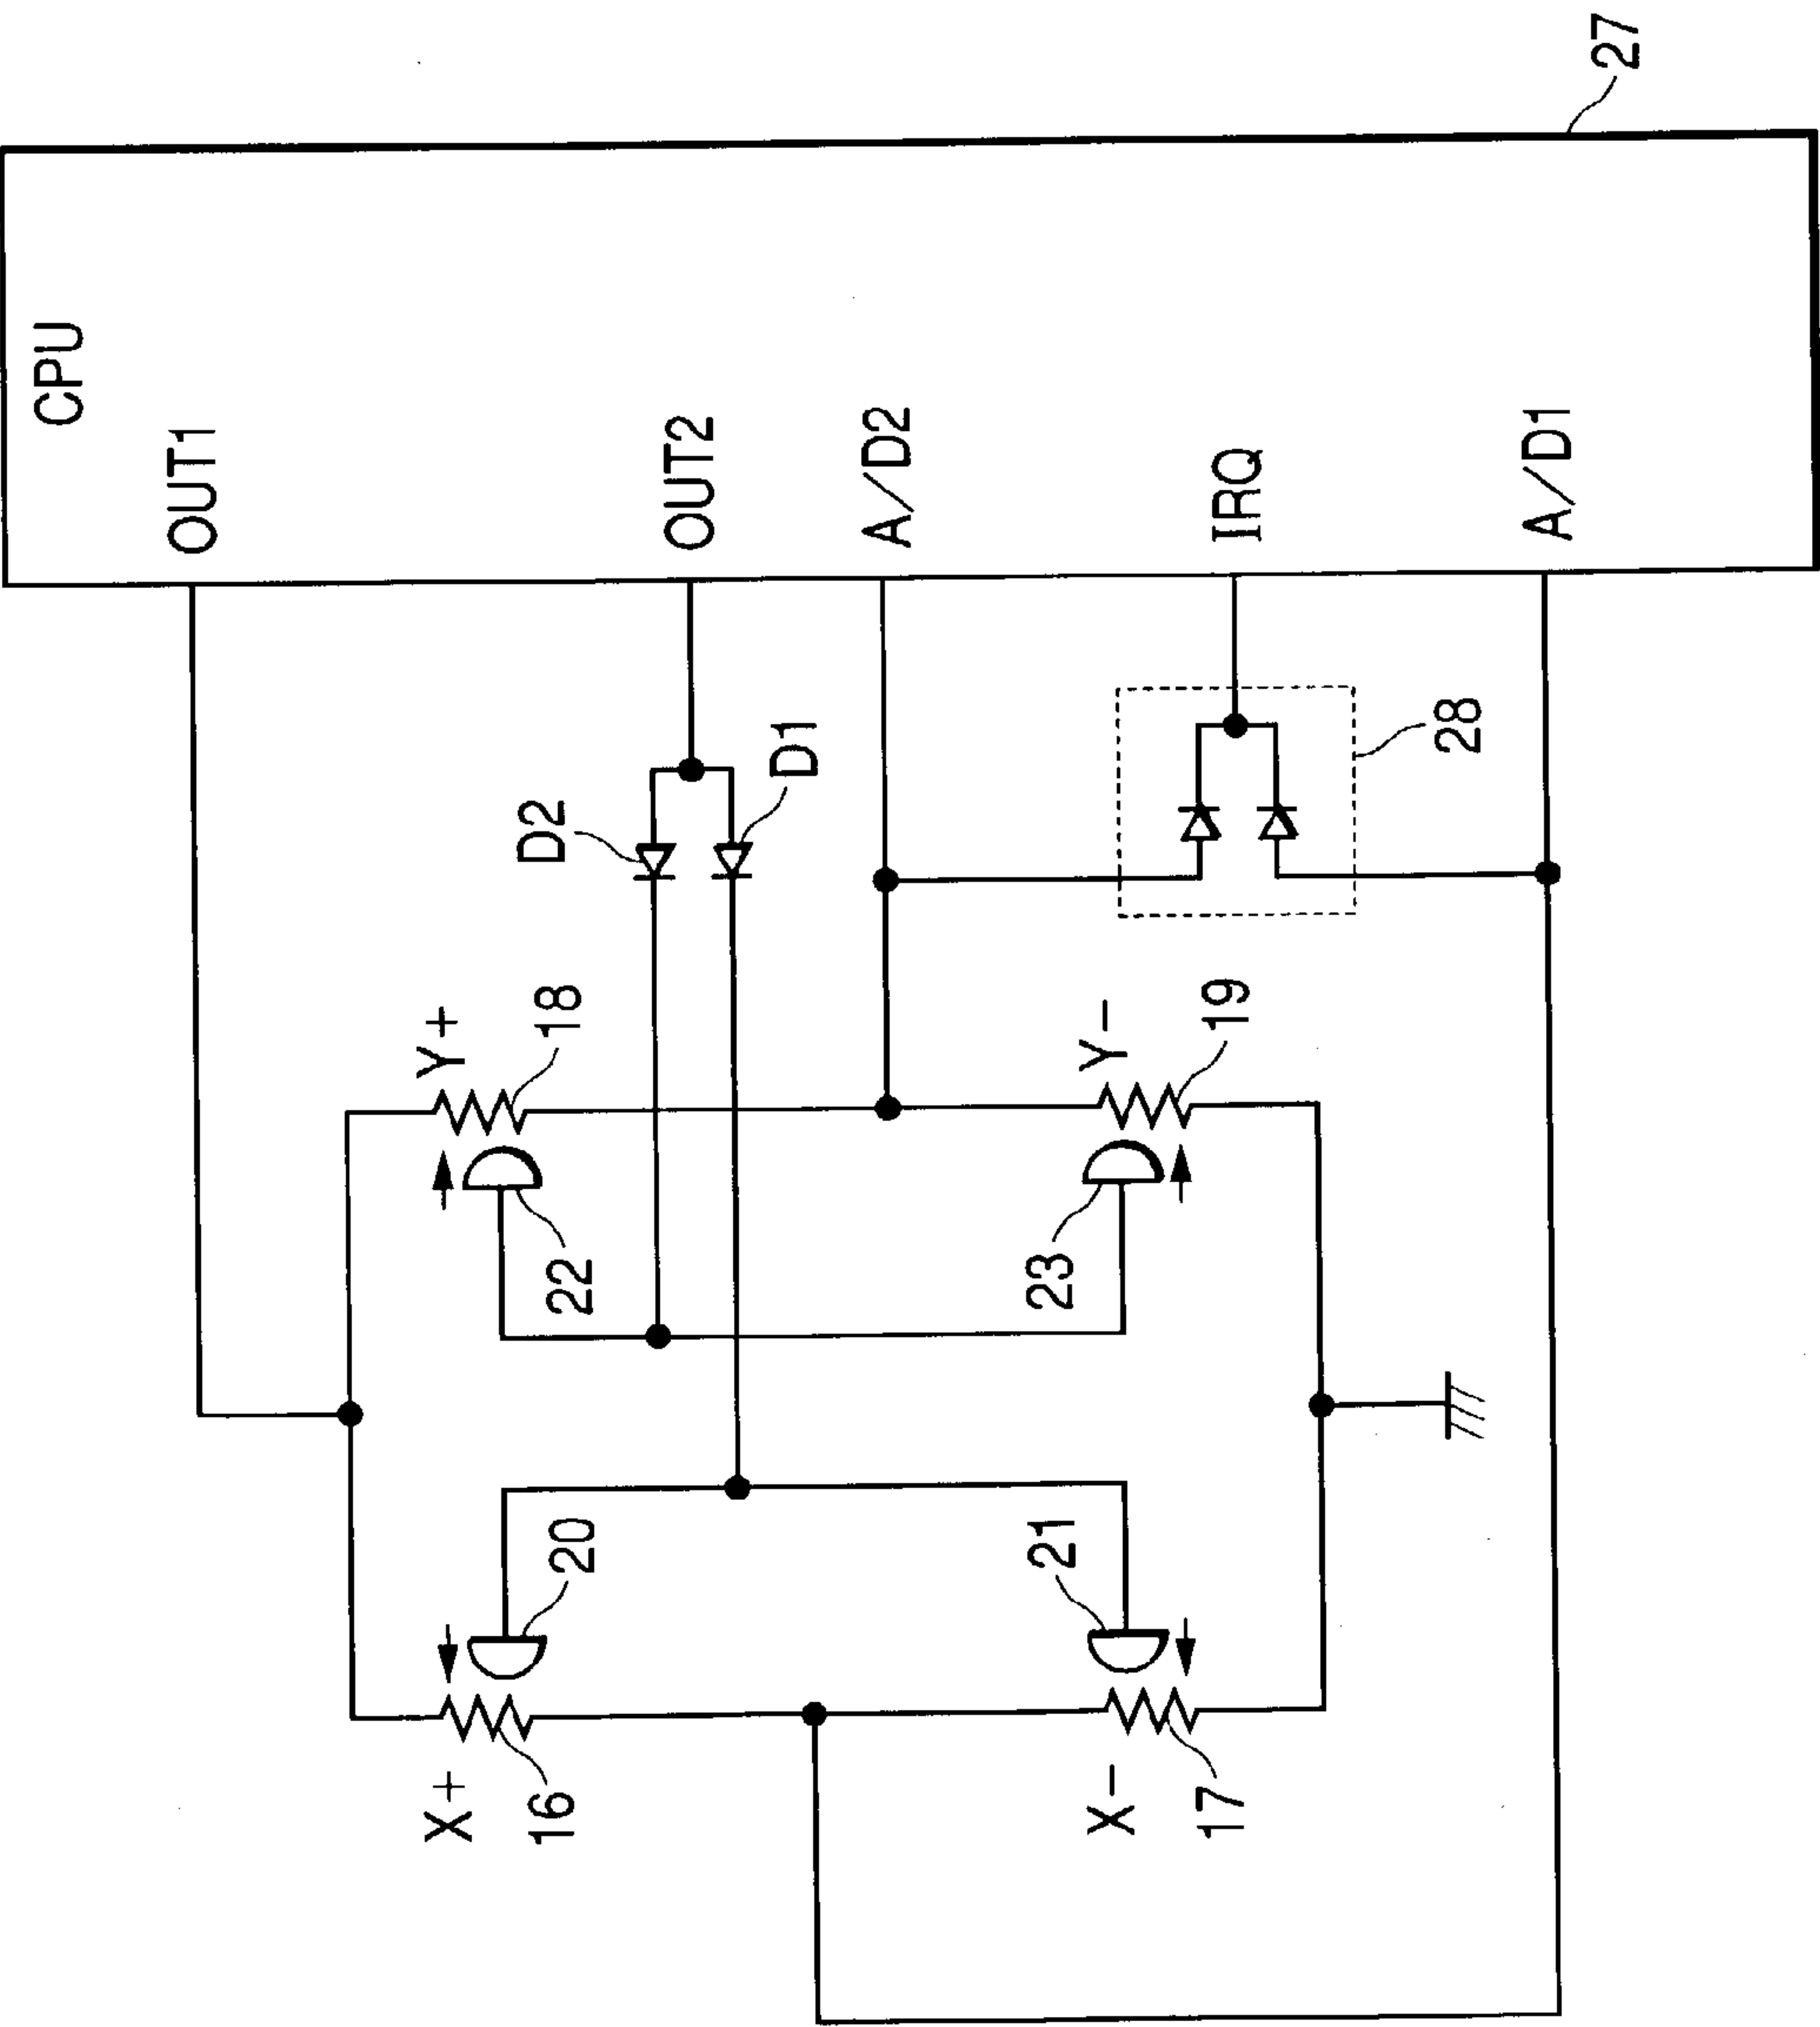 CPU
27
OUT1
OUT2
A/D2
IRQ
A/D1
D2
D1
28
Y+
18
Y-
19
22
23
20
21
X+
16
X-
17